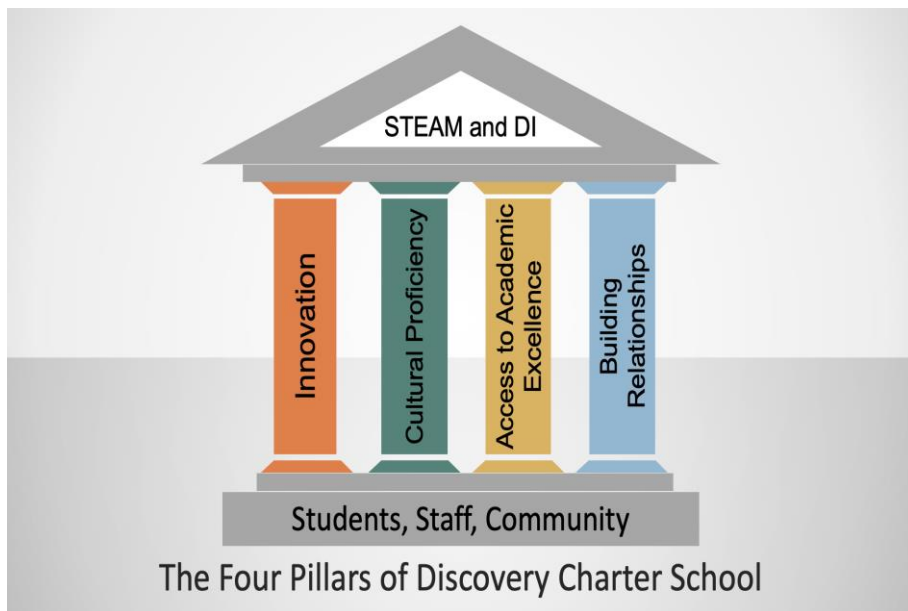 STEAM and DI
Innovation
Cultural Proficiency
Access to Academic
Excellence
Building
Relationships
Students, Staff, Community
The Four Pillars of Discovery Charter School